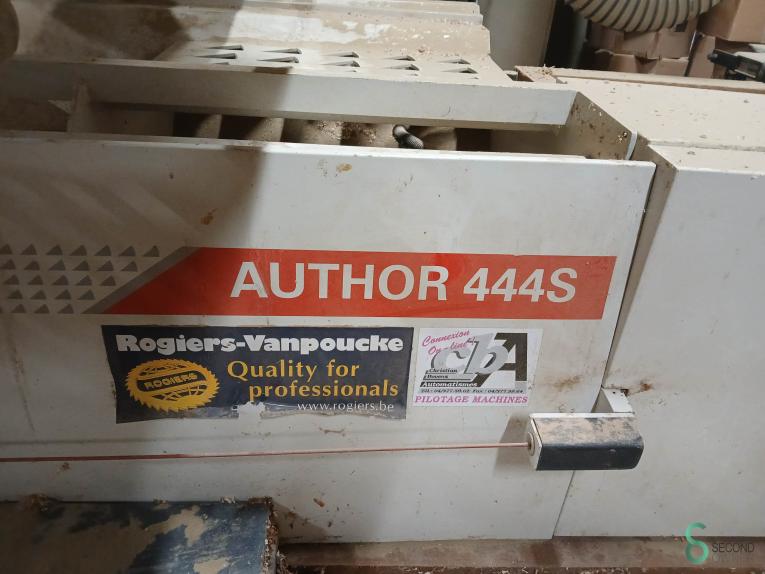 AUTHOR 444S
Rogiers-Vanpoucke
ROGIERS
Quality for
professionals
www.rogiers.be
Connexion
On-line
cbA
Christian
Automatismes
PILOTAGE MACHINES
SECOND